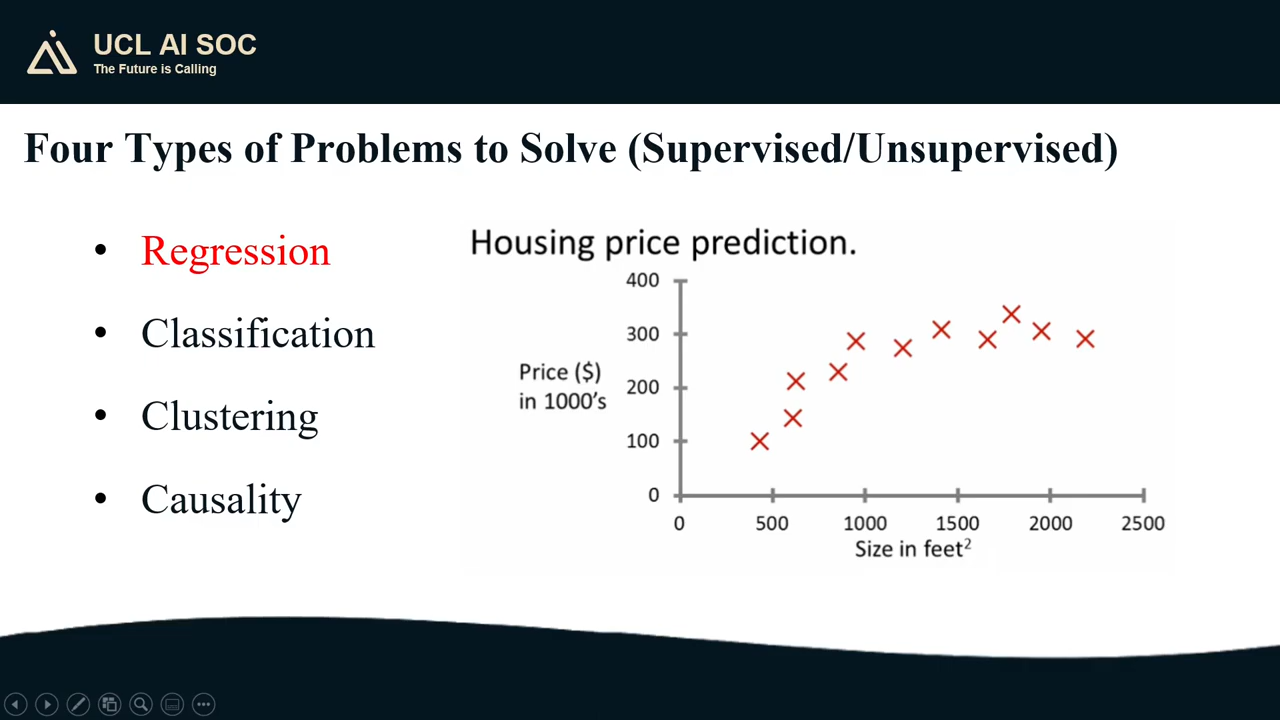 UCL AI SOC
The Future is Calling
Four Types of Problems to Solve (Supervised/Unsupervised)
• Regression
• Classification
• Clustering
• Causality
Housing price prediction.
400
300
200
100
0
Price ($)
in 1000’s
0 500 1000 1500 2000 2500
Size in feet²